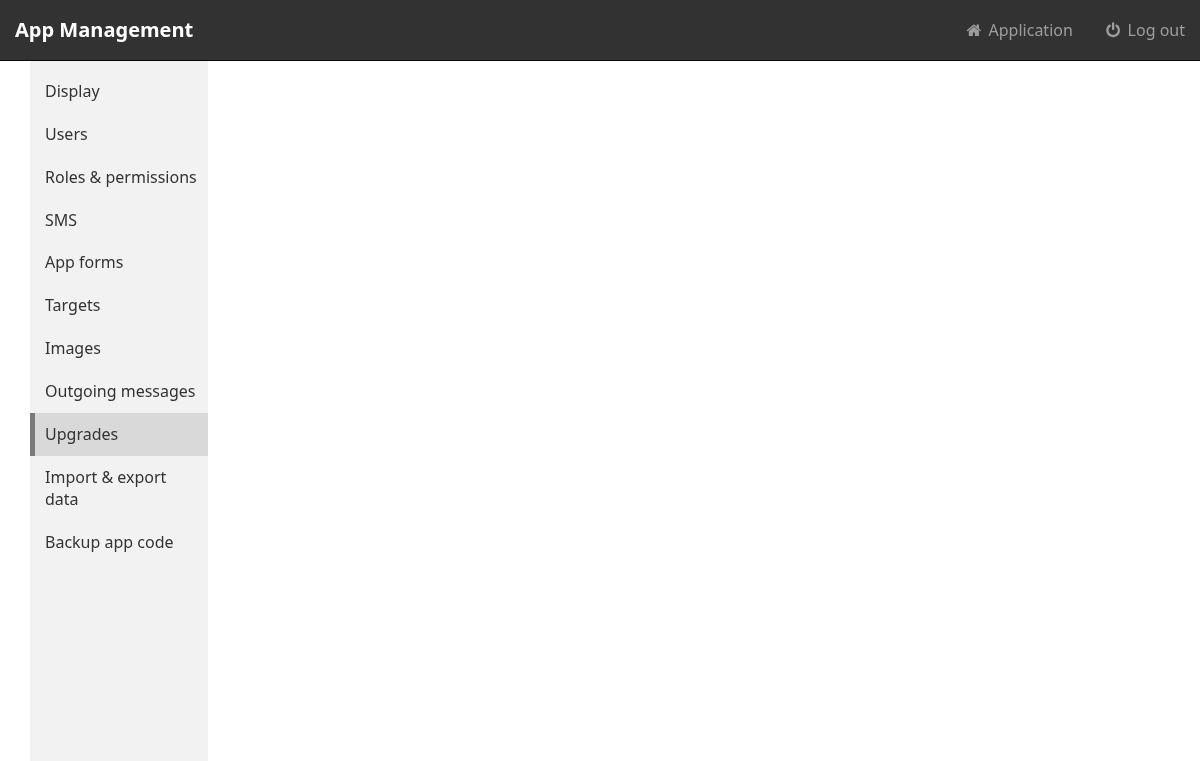 App Management
Application
Log out
Display
Users
Roles & permissions
SMS
App forms
Targets
Images
Outgoing messages
Upgrades
Import & export
data
Backup app code